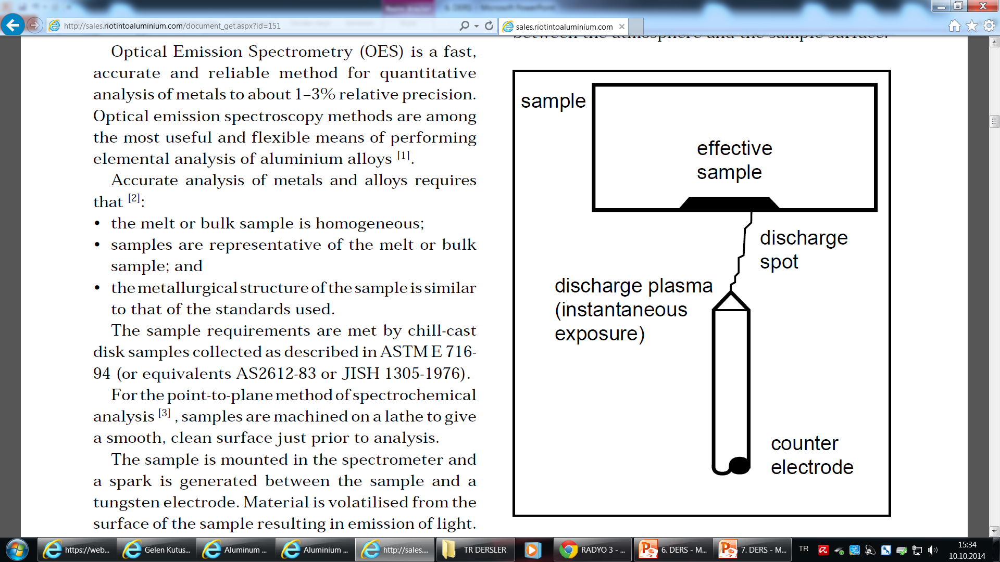 http://sales.riotintoaluminium.com/document_get.aspx?id=151
sales.riotintoaluminium.com
Optical Emission Spectrometry (OES) is a fast,
accurate and reliable method for quantitative
analysis of metals to about 1–3% relative precision.
Optical emission spectroscopy methods are among
the most useful and flexible means of performing
elemental analysis of aluminium alloys [1].
Accurate analysis of metals and alloys requires
that [2]:
• the melt or bulk sample is homogeneous;
• samples are representative of the melt or bulk
sample; and
• the metallurgical structure of the sample is similar
to that of the standards used.
The sample requirements are met by chill-cast
disk samples collected as described in ASTM E 716-
94 (or equivalents AS2612-83 or JISH 1305-1976).
For the point-to-plane method of spectrochemical
analysis [3] , samples are machined on a lathe to give
a smooth, clean surface just prior to analysis.
The sample is mounted in the spectrometer and
a spark is generated between the sample and a
tungsten electrode. Material is volatilised from the
surface of the sample resulting in emission of light.
between the atmosphere and the sample surface.
sample
effective
sample
discharge
spot
discharge plasma
(instantaneous
exposure)
counter
electrode
https://web...
Gelen Kutus...
Aluminum ...
Aluminium ...
http://sales....
TR DERSLER
RADYO 3 - ...
6. DERS - M...
7. DERS - M...
TR
15:34
10.10.2014